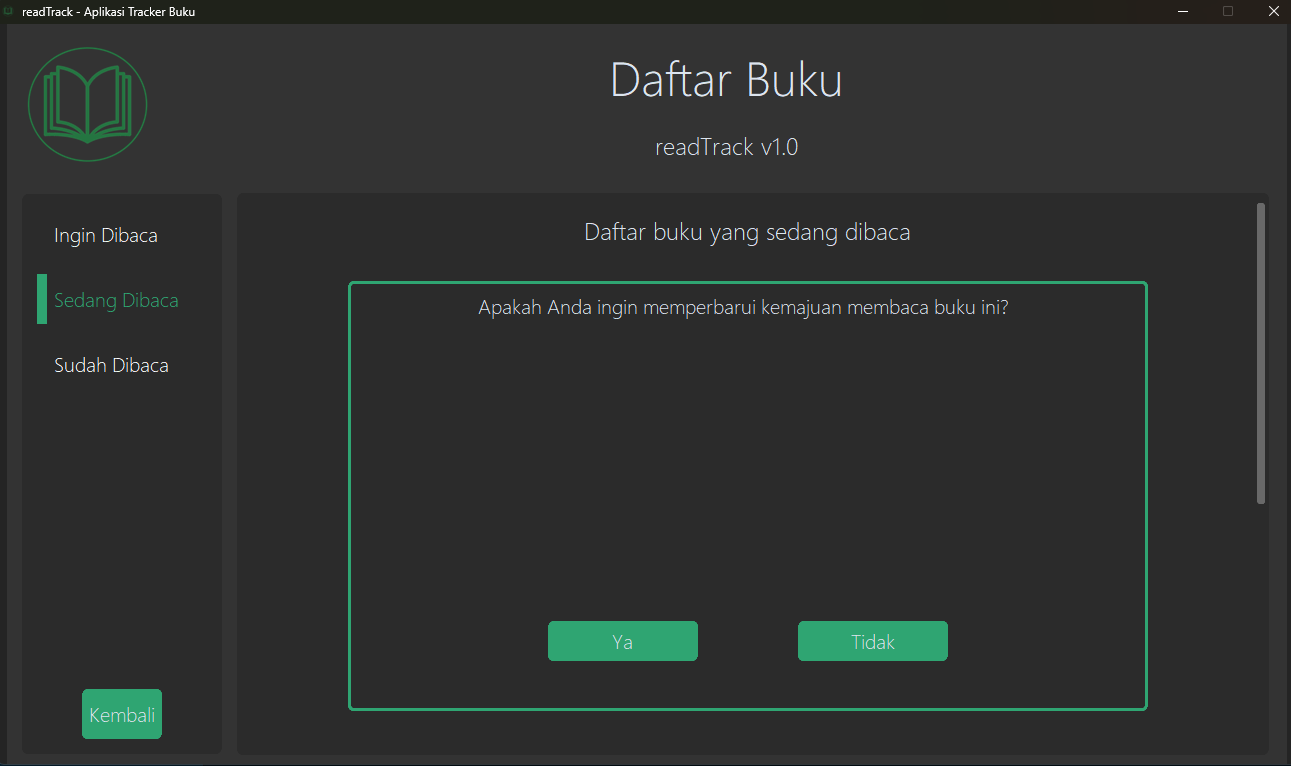 readTrack - Aplikasi Tracker Buku
Daftar Buku
readTrack v1.0
Ingin Dibaca
Sedang Dibaca
Sudah Dibaca
Kembali
Daftar buku yang sedang dibaca
Apakah Anda ingin memperbarui kemajuan membaca buku ini?
Ya
Tidak